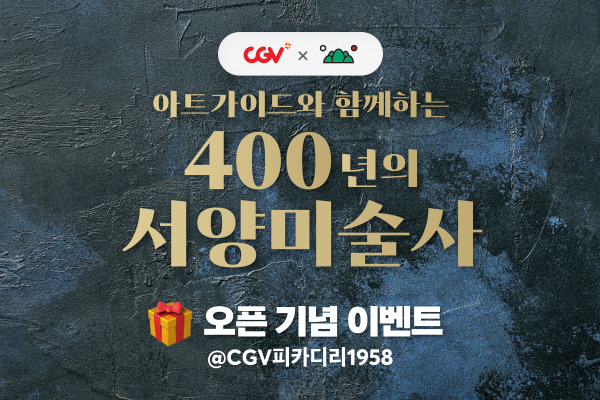 CGV ×
아트가이드와 함께하는
400년의
서양미술사
오픈 기념 이벤트
@CGV피카디리1958